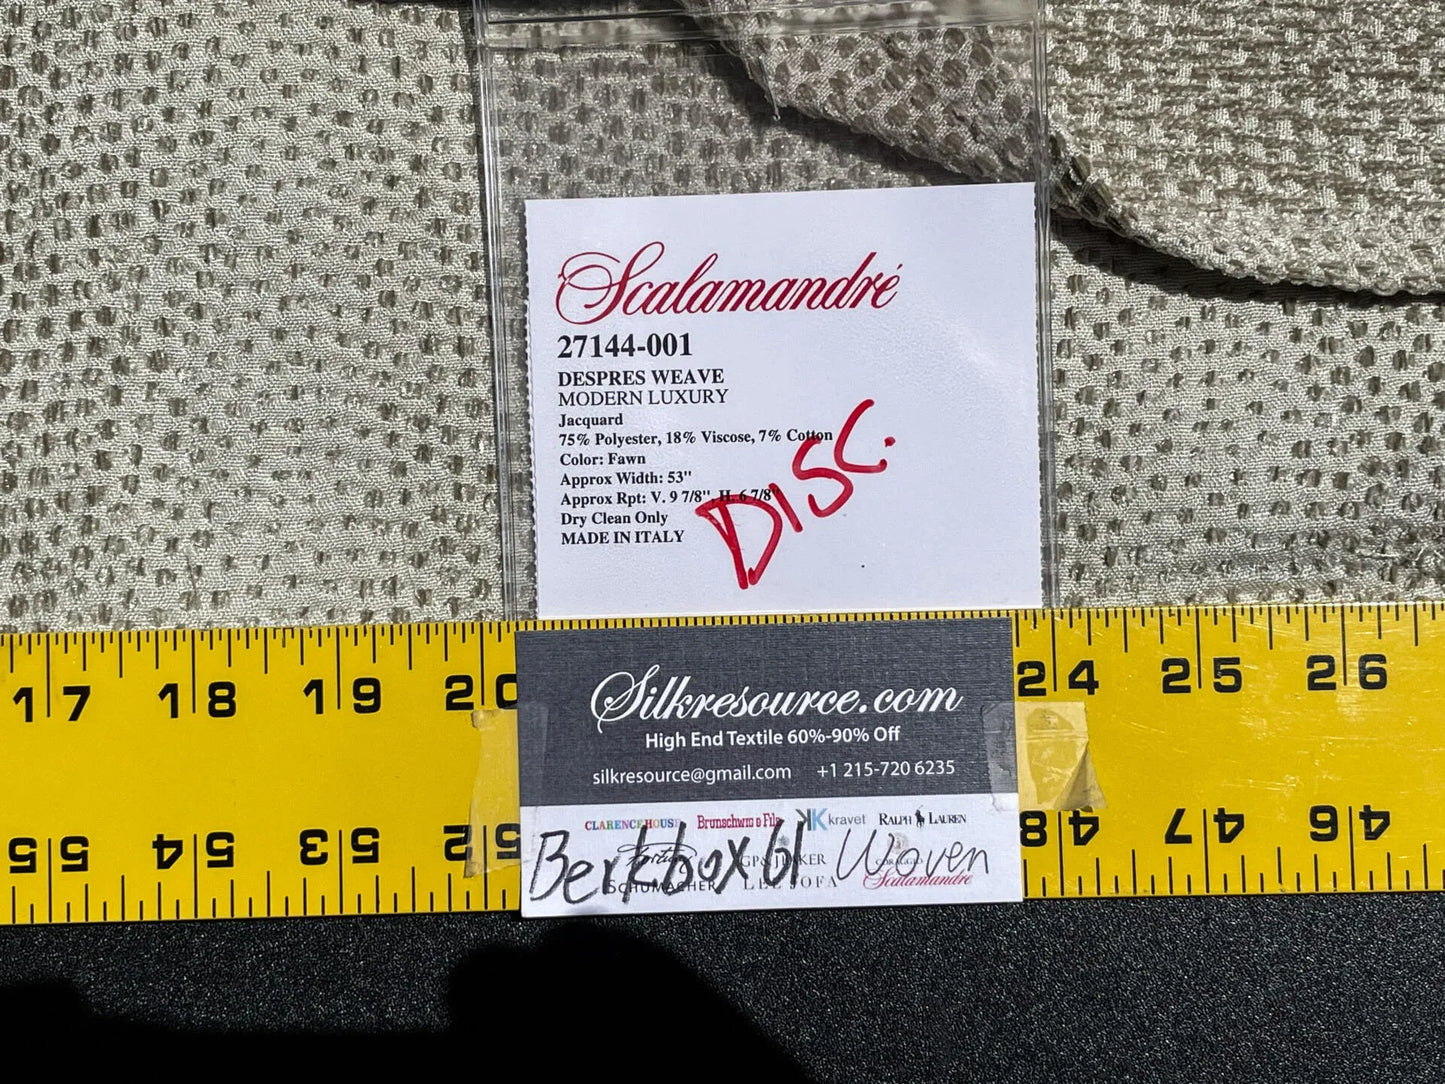 Scalamandré
27144-001
DESPRES WEAVE
MODERN LUXURY
Jacquard
75% Polyester, 18% Viscose, 7% Cotton
Color: Fawn
Approx Width: 53"
Approx Rpt: V. 9 7/8", H. 6 7/8"
Dry Clean Only
MADE IN ITALY
DISC.
17 18 19 20 24 25 26
Silkresource.com
High End Textile 60%-90% Off
silkresource@gmail.com +1 215-720 6235
CLARENCE HOUSE Brunschwig & Fils kravet RALPH LAUREN
Berkbox61 Woven
GP & J BAKER
SCHUMACHER LEE JOFA Scalamandré
55 54 53 52 48 47 46